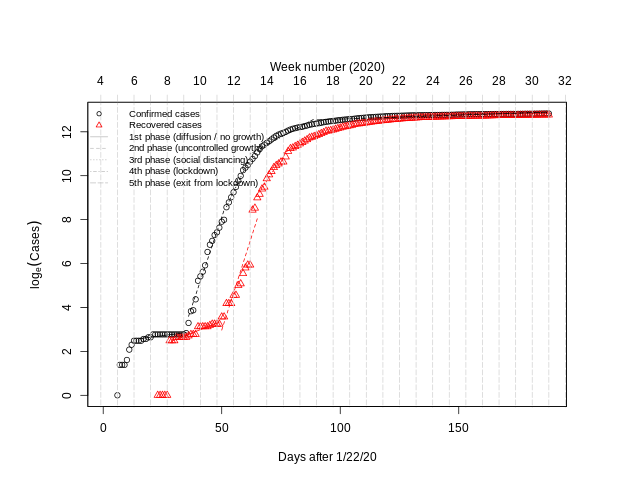 Week number (2020)
4 6 8 10 12 14 16 18 20 22 24 26 28 30 32
Confirmed cases
Recovered cases
1st phase (diffusion / no growth)
2nd phase (uncontrolled growth)
3rd phase (social distancing)
4th phase (lockdown)
5th phase (exit from lockdown)
loge(Cases)
12
10
8
6
4
2
0
0 50 100 150
Days after 1/22/20